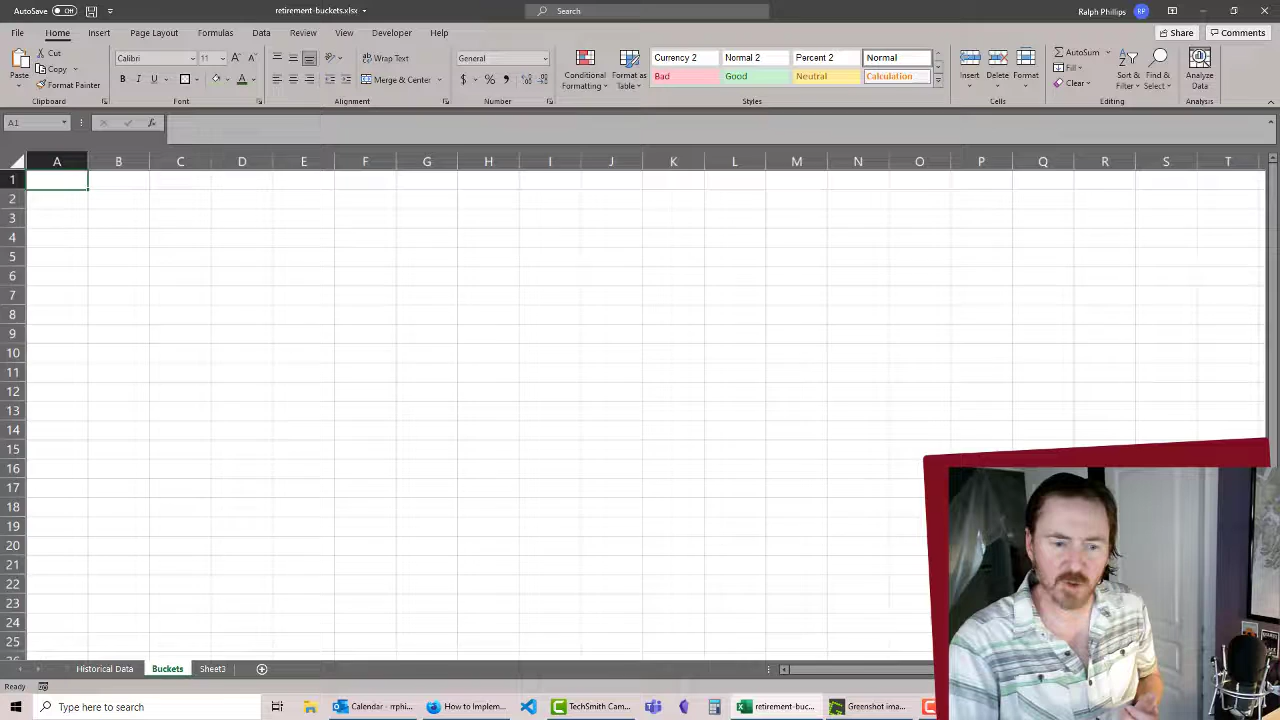 AutoSave Off retirement-buckets.xlsx Search Ralph Phillips RP
File Home Insert Page Layout Formulas Data Review View Developer Help Share Comments
Paste Cut Copy Format Painter Clipboard
Calibri 11 A A B I U A Font
Wrap Text Merge & Center Alignment
General $ % Number
Conditional Formatting Format as Table
Currency 2 Normal 2 Percent 2 Normal
Bad Good Neutral Calculation
Styles
Insert Delete Format Cells
AutoSum Fill Clear Sort & Filter Find & Select Editing
Analyze Data Analysis
A1 fx
A B C D E F G H I J K L M N O P Q R S T
1
2
3
4
5
6
7
8
9
10
11
12
13
14
15
16
17
18
19
20
21
22
23
24
25
Historical Data Buckets Sheet3
Ready
Type here to search Calendar - rphi... How to Implem... TechSmith Cam... retirement-buc... Greenshot ima...